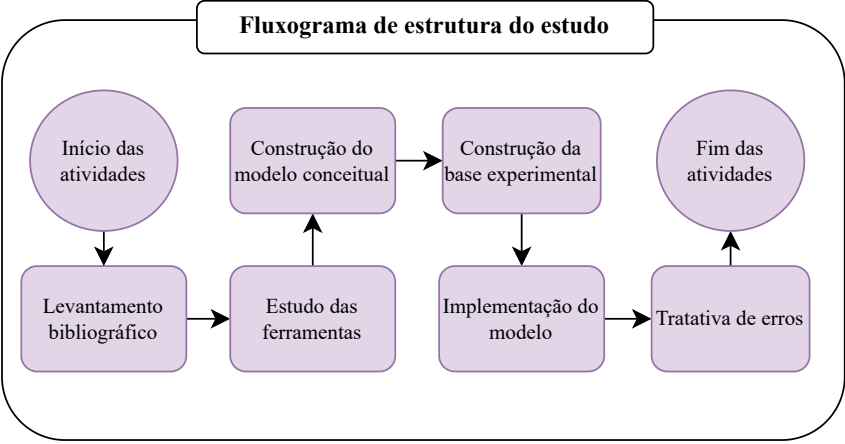 Fluxograma de estrutura do estudo
Início das
atividades
Levantamento
bibliográfico
Estudo das
ferramentas
Construção do
modelo conceitual
Construção da
base experimental
Implementação do
modelo
Tratativa de erros
Fim das
atividades